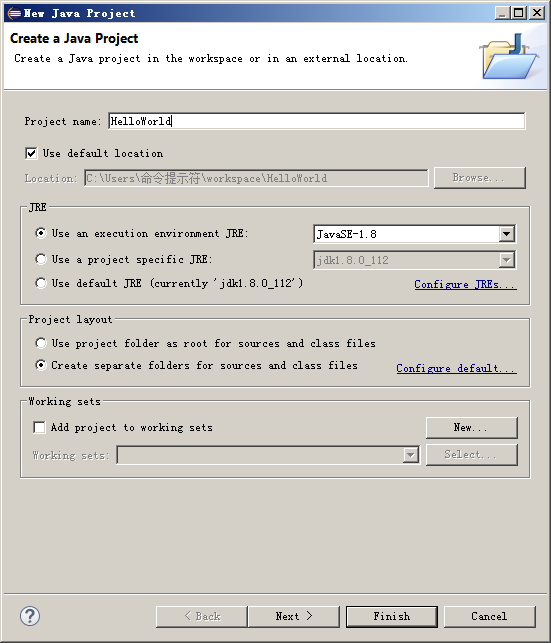 New Java Project
Create a Java Project
Create a Java project in the workspace or in an external location.
Project name: HelloWorld
Use default location
Location: C:\Users\命令提示符\workspace\HelloWorld Browse...
JRE
Use an execution environment JRE: JavaSE-1.8
Use a project specific JRE: jdk1.8.0_112
Use default JRE (currently 'jdk1.8.0_112') Configure JREs...
Project layout
Use project folder as root for sources and class files
Create separate folders for sources and class files Configure default...
Working sets
Add project to working sets New...
Working sets: Select...
? < Back Next > Finish Cancel